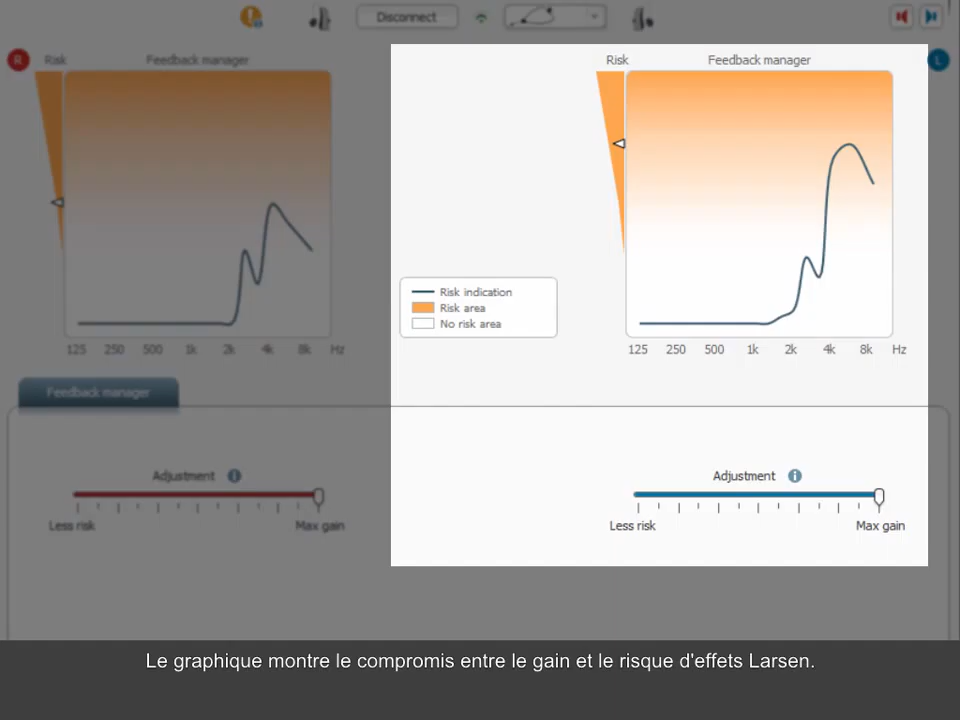 Disconnect
R
Risk
Feedback manager
125 250 500 1k 2k 4k 8k Hz
Risk
Feedback manager
L
Risk indication
Risk area
No risk area
125 250 500 1k 2k 4k 8k Hz
Feedback manager
Adjustment i
Less risk Max gain
Adjustment i
Less risk Max gain
Le graphique montre le compromis entre le gain et le risque d'effets Larsen.